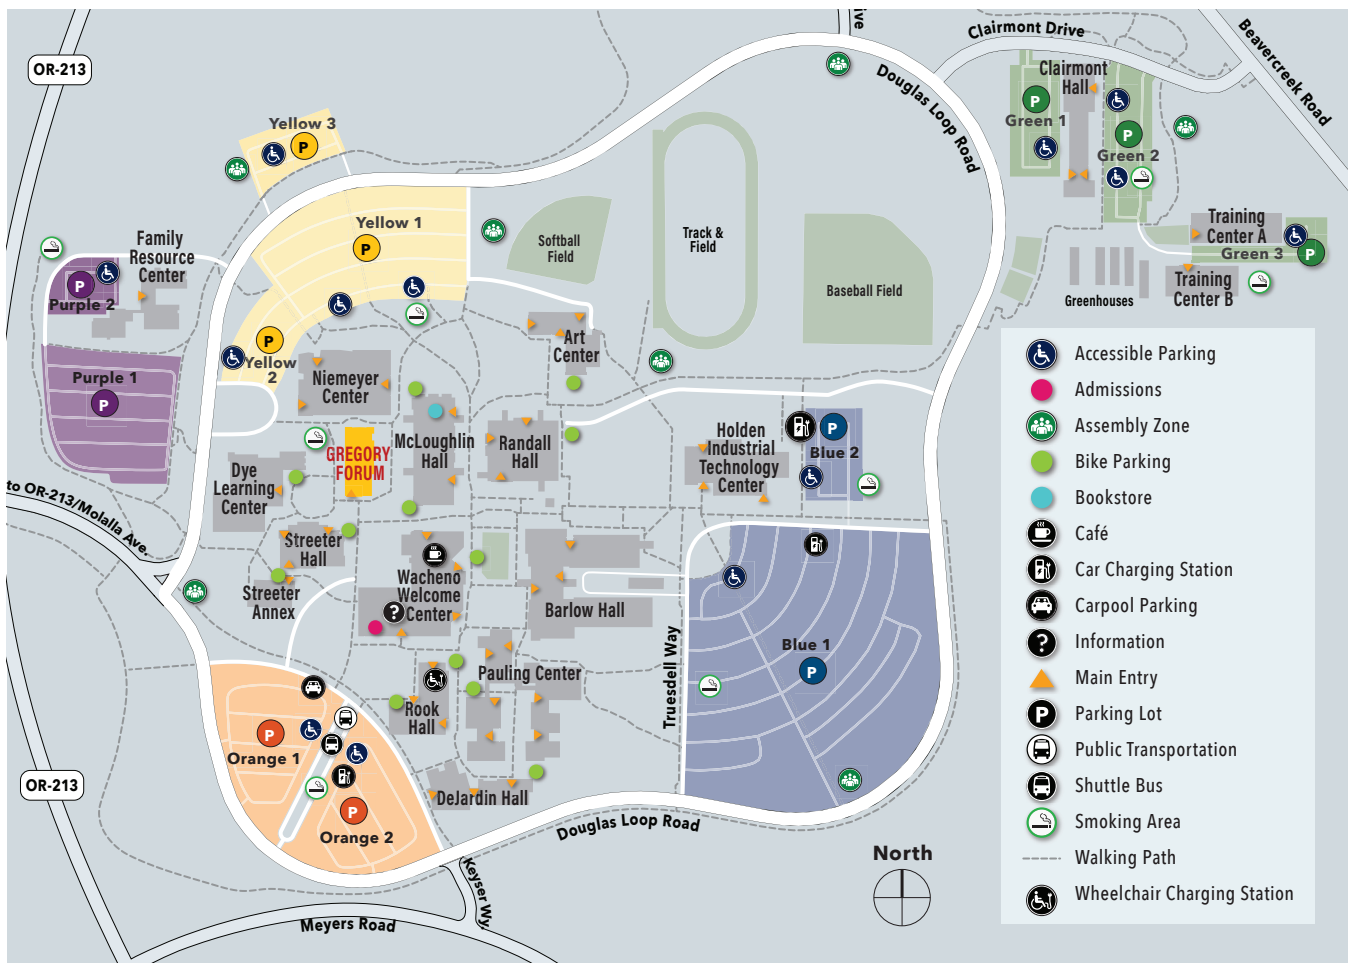 OR-213
ive
Clairmont Drive
Beavercreek Road
Douglas Loop Road
Clairmont
Hall
P
Green 1
P
Green 2
Yellow 3
P
Training
Center A
Green 3
P
Training
Center B
Greenhouses
Family
Resource
Center
Yellow 1
P
Softball
Field
Track &
Field
Baseball Field
P
Purple 2
P
Yellow
2
Art
Center
Purple 1
P
Niemeyer
Center
McLoughlin
Hall
Randall
Hall
Holden
Industrial
Technology
Center
P
Blue 2
GREGORY
FORUM
Dye
Learning
Center
to OR-213/Molalla Ave.
Streeter
Hall
Streeter
Annex
Wacheno
Welcome
Center
?
Barlow Hall
Truesdell Way
Blue 1
P
Pauling Center
Rook
Hall
P
Orange 1
P
Orange 2
DeJardin Hall
Douglas Loop Road
OR-213
Keyser Wy.
Meyers Road
North
Accessible Parking
Admissions
Assembly Zone
Bike Parking
Bookstore
Café
Car Charging Station
Carpool Parking
? Information
Main Entry
P Parking Lot
Public Transportation
Shuttle Bus
Smoking Area
Walking Path
Wheelchair Charging Station